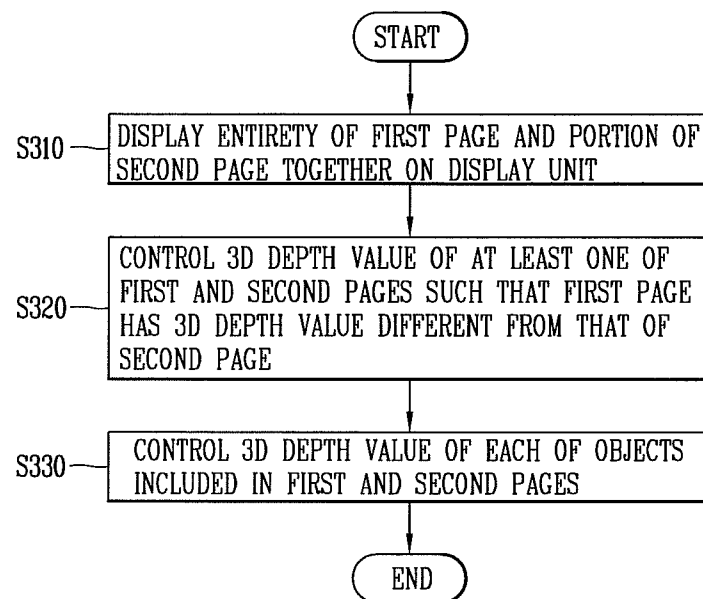 START
S310
DISPLAY ENTIRETY OF FIRST PAGE AND PORTION OF
SECOND PAGE TOGETHER ON DISPLAY UNIT
S320
CONTROL 3D DEPTH VALUE OF AT LEAST ONE OF
FIRST AND SECOND PAGES SUCH THAT FIRST PAGE
HAS 3D DEPTH VALUE DIFFERENT FROM THAT OF
SECOND PAGE
S330
CONTROL 3D DEPTH VALUE OF EACH OF OBJECTS
INCLUDED IN FIRST AND SECOND PAGES
END